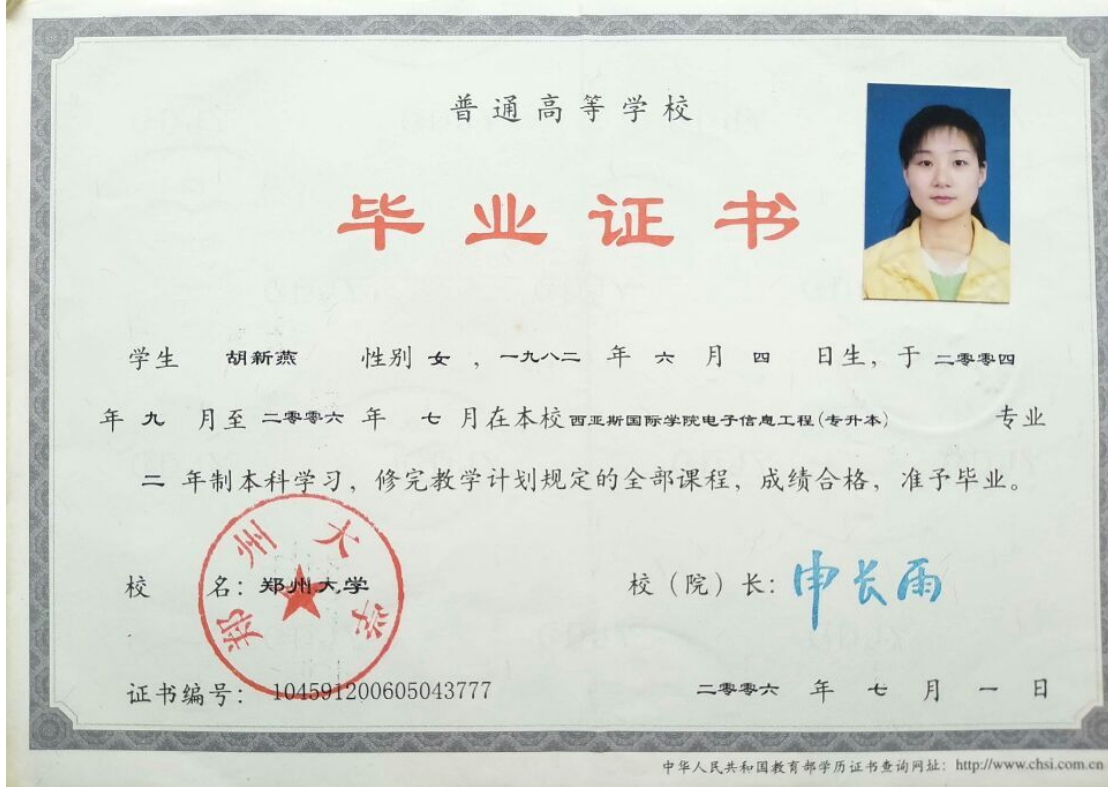 普通高等学校
毕业证书
学生 胡新燕 性别 女 ，一九八二 年 六 月 四 日生，于 二零零四
年 九 月至 二零零六 年 七 月在本校 西亚斯国际学院电子信息工程(专升本) 专业
二 年制本科学习，修完教学计划规定的全部课程，成绩合格，准予毕业。
郑州大学
校 名：郑州大学 校（院）长：申长雨
证书编号： 104591200605043777 二零零六 年 七 月 一 日
中华人民共和国教育部学历证书查询网址：http://www.chsi.com.cn